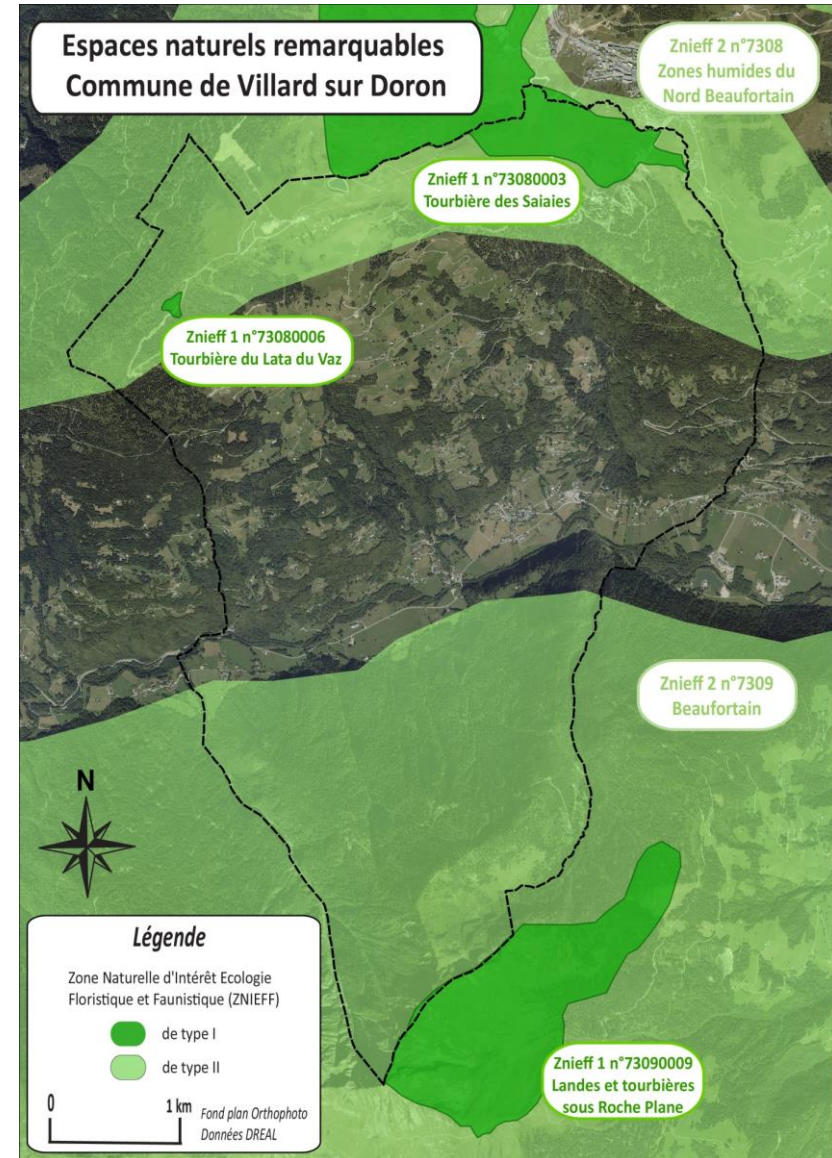 Espaces naturels remarquables
Commune de Villard sur Doron
Znieff 2 n°7308
Zones humides du
Nord Beaufortain
Znieff 1 n°73080003
Tourbière des Saiaies
Znieff 1 n°73080006
Tourbière du Lata du Vaz
Znieff 2 n°7309
Beaufortain
N
Légende
Zone Naturelle d'Intérêt Ecologie
Floristique et Faunistique (ZNIEFF)
de type I
de type II
0
1 km
Fond plan Orthophoto
Données DREAL
Znieff 1 n°73090009
Landes et tourbières
sous Roche Plane